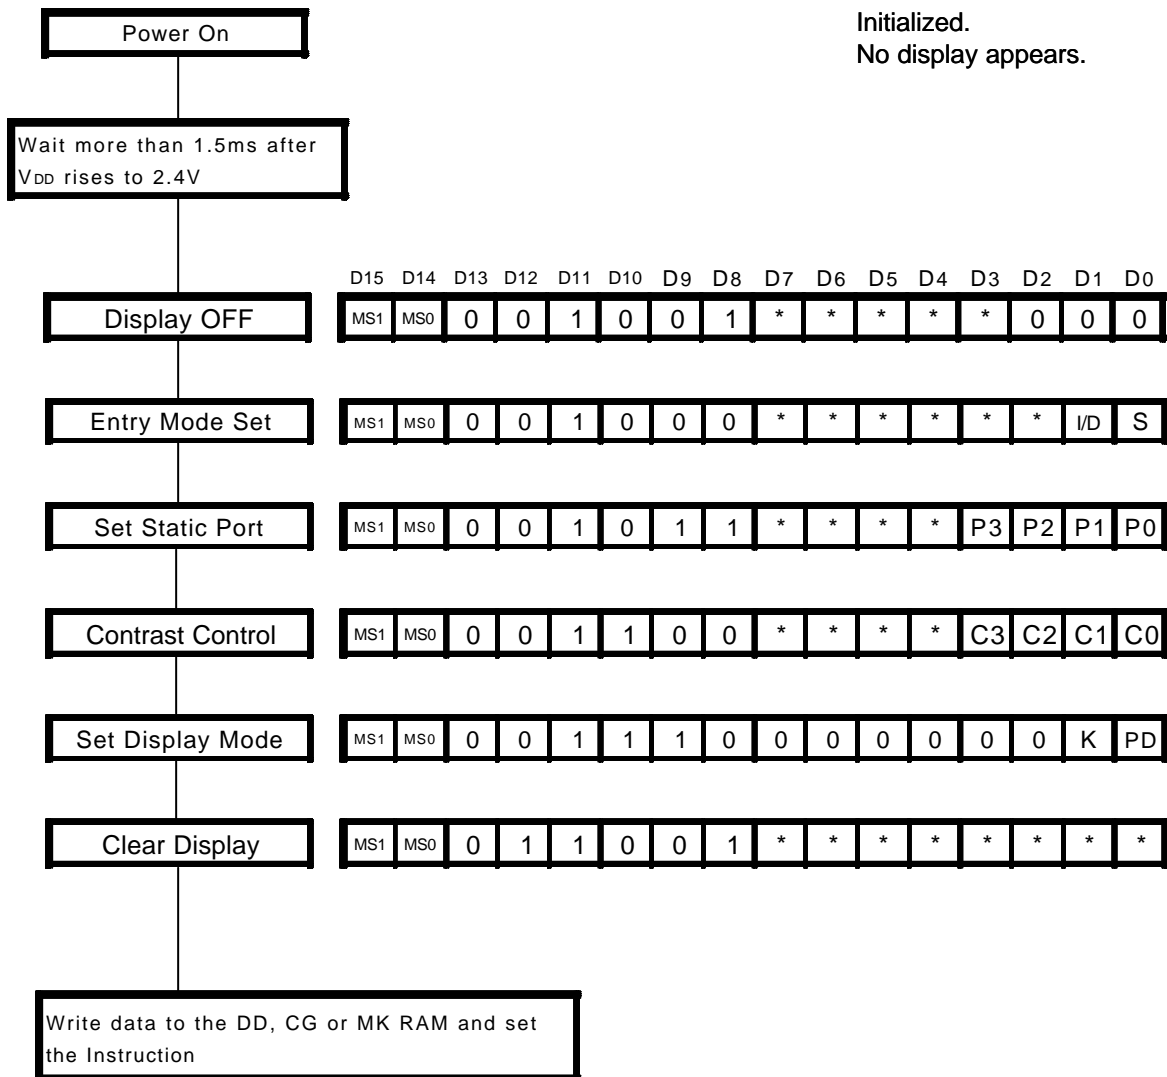 Power On
Initialized.
No display appears.
Wait more than 1.5ms after
VDD rises to 2.4V
D15 D14 D13 D12 D11 D10 D9 D8 D7 D6 D5 D4 D3 D2 D1 D0
Display OFF MS1 MS0 0 0 1 0 0 1 * * * * * 0 0 0
Entry Mode Set MS1 MS0 0 0 1 0 0 0 * * * * * * I/D S
Set Static Port MS1 MS0 0 0 1 0 1 1 * * * * P3 P2 P1 P0
Contrast Control MS1 MS0 0 0 1 1 0 0 * * * * C3 C2 C1 C0
Set Display Mode MS1 MS0 0 0 1 1 1 0 0 0 0 0 0 0 K PD
Clear Display MS1 MS0 0 1 1 0 0 1 * * * * * * * *
Write data to the DD, CG or MK RAM and set
the Instruction